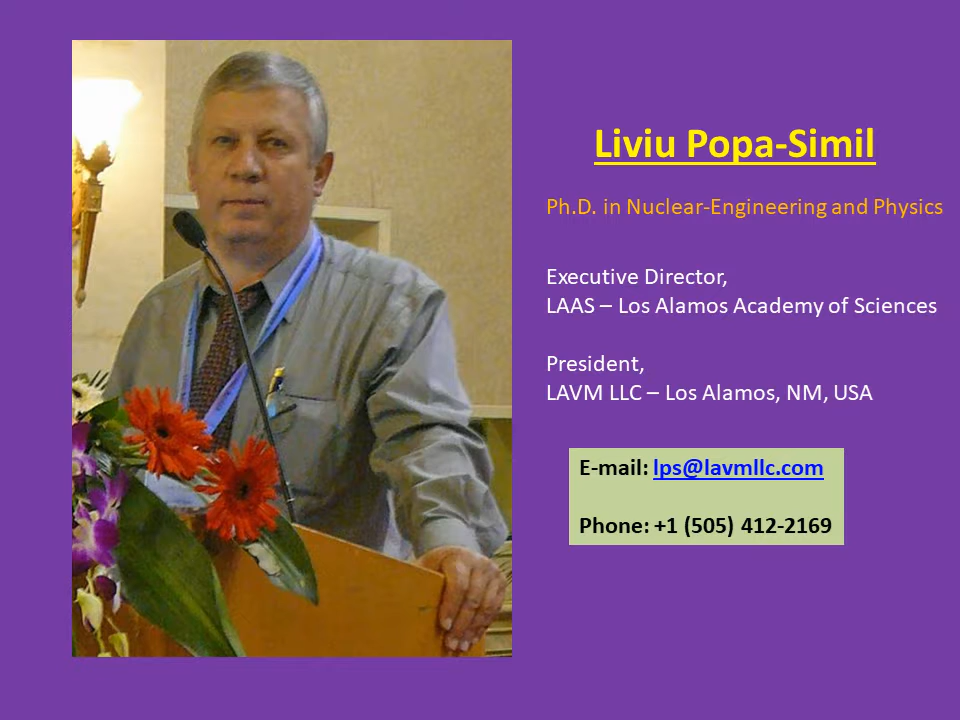 Liviu Popa-Simil
Ph.D. in Nuclear-Engineering and Physics
Executive Director,
LAAS – Los Alamos Academy of Sciences
President,
LAVM LLC – Los Alamos, NM, USA
E-mail: lps@lavmllc.com
Phone: +1 (505) 412-2169